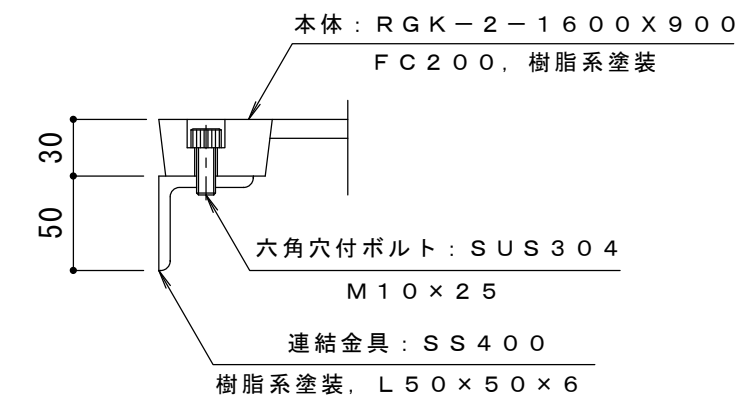 本体：ＲＧＫ－２－１６００Ｘ９００
ＦＣ２００，樹脂系塗装
30
50
六角穴付ボルト：ＳＵＳ３０４
Ｍ１０×２５
連結金具：ＳＳ４００
樹脂系塗装，Ｌ５０×５０×６